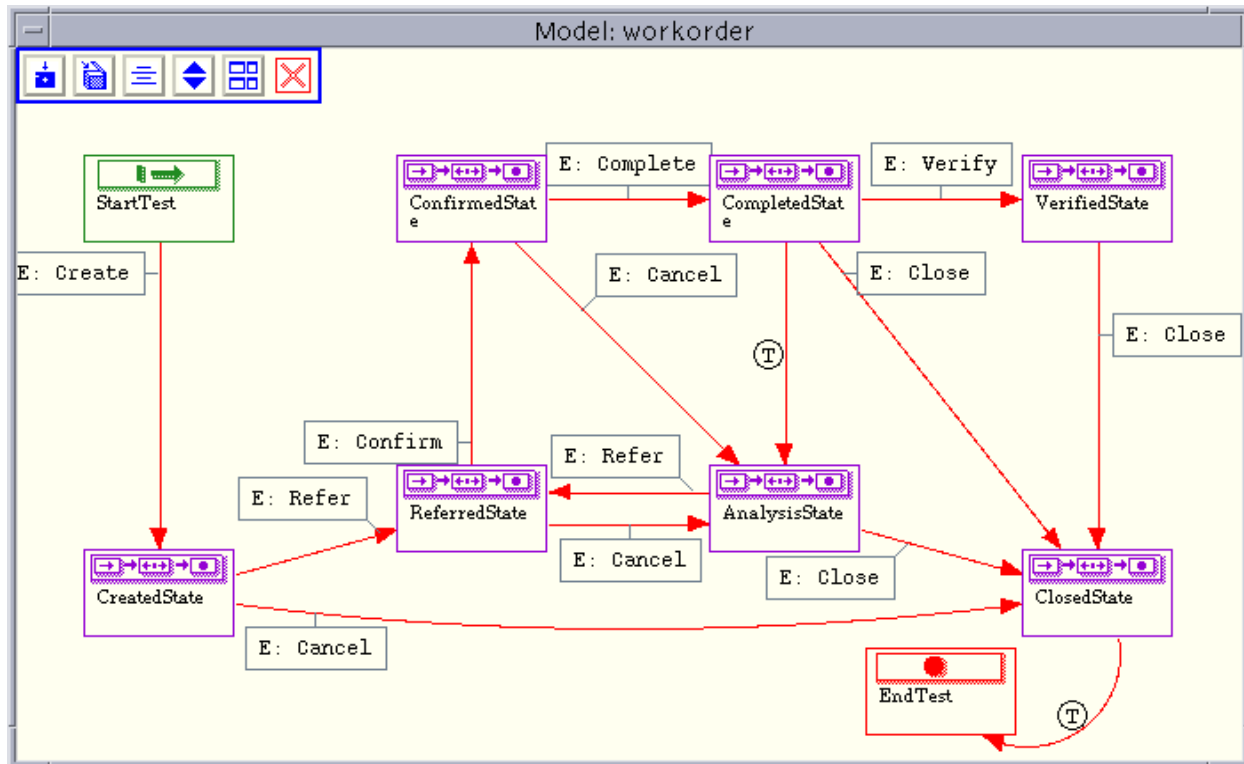 Model: workorder
StartTest
ConfirmedStat
e
E: Complete
CompletedStat
e
E: Verify
VerifiedState
E: Create
E: Cancel
E: Close
E: Close
T
E: Confirm
E: Refer
E: Refer
ReferredState
AnalysisState
E: Cancel
E: Close
CreatedState
ClosedState
E: Cancel
EndTest
T